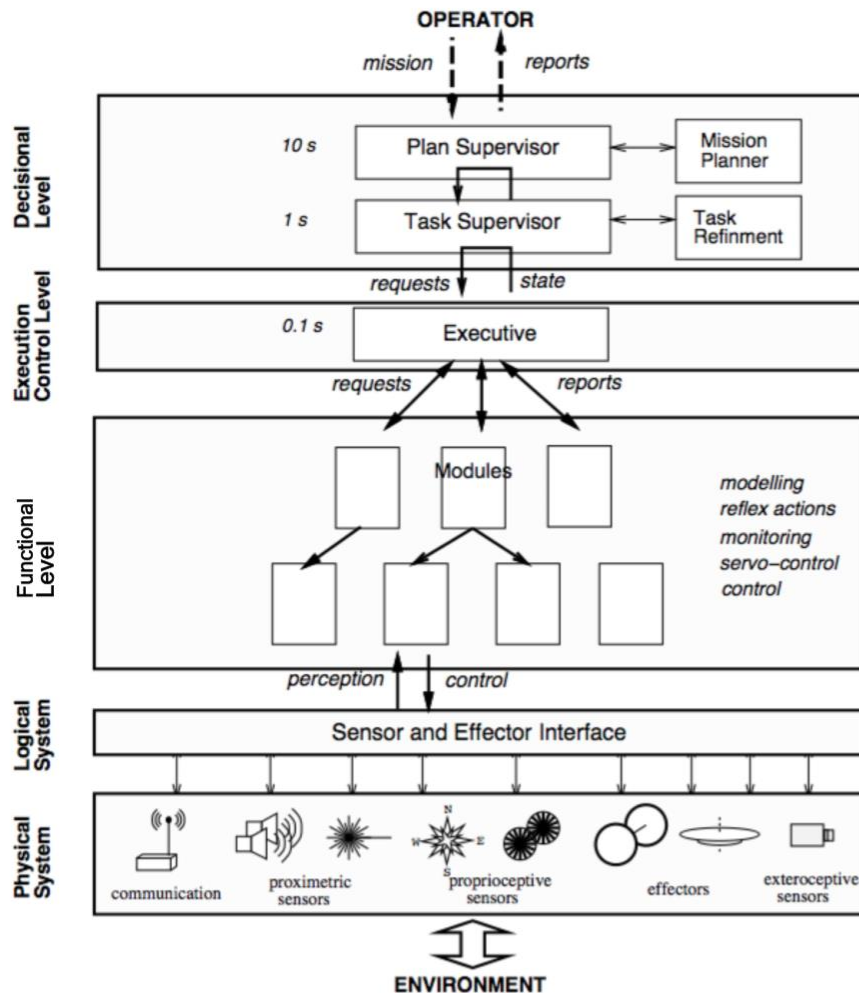 OPERATOR
mission
reports
Decisional
Level
10 s
Plan Supervisor
Mission
Planner
1 s
Task Supervisor
Task
Refinment
requests
state
Execution
Control Level
0.1 s
Executive
requests
reports
Functional
Level
Modules
modelling
reflex actions
monitoring
servo-control
control
perception
control
Logical
System
Sensor and Effector Interface
Physical
System
N
W
E
S
communication
proximetric
sensors
proprioceptive
sensors
effectors
exteroceptive
sensors
ENVIRONMENT